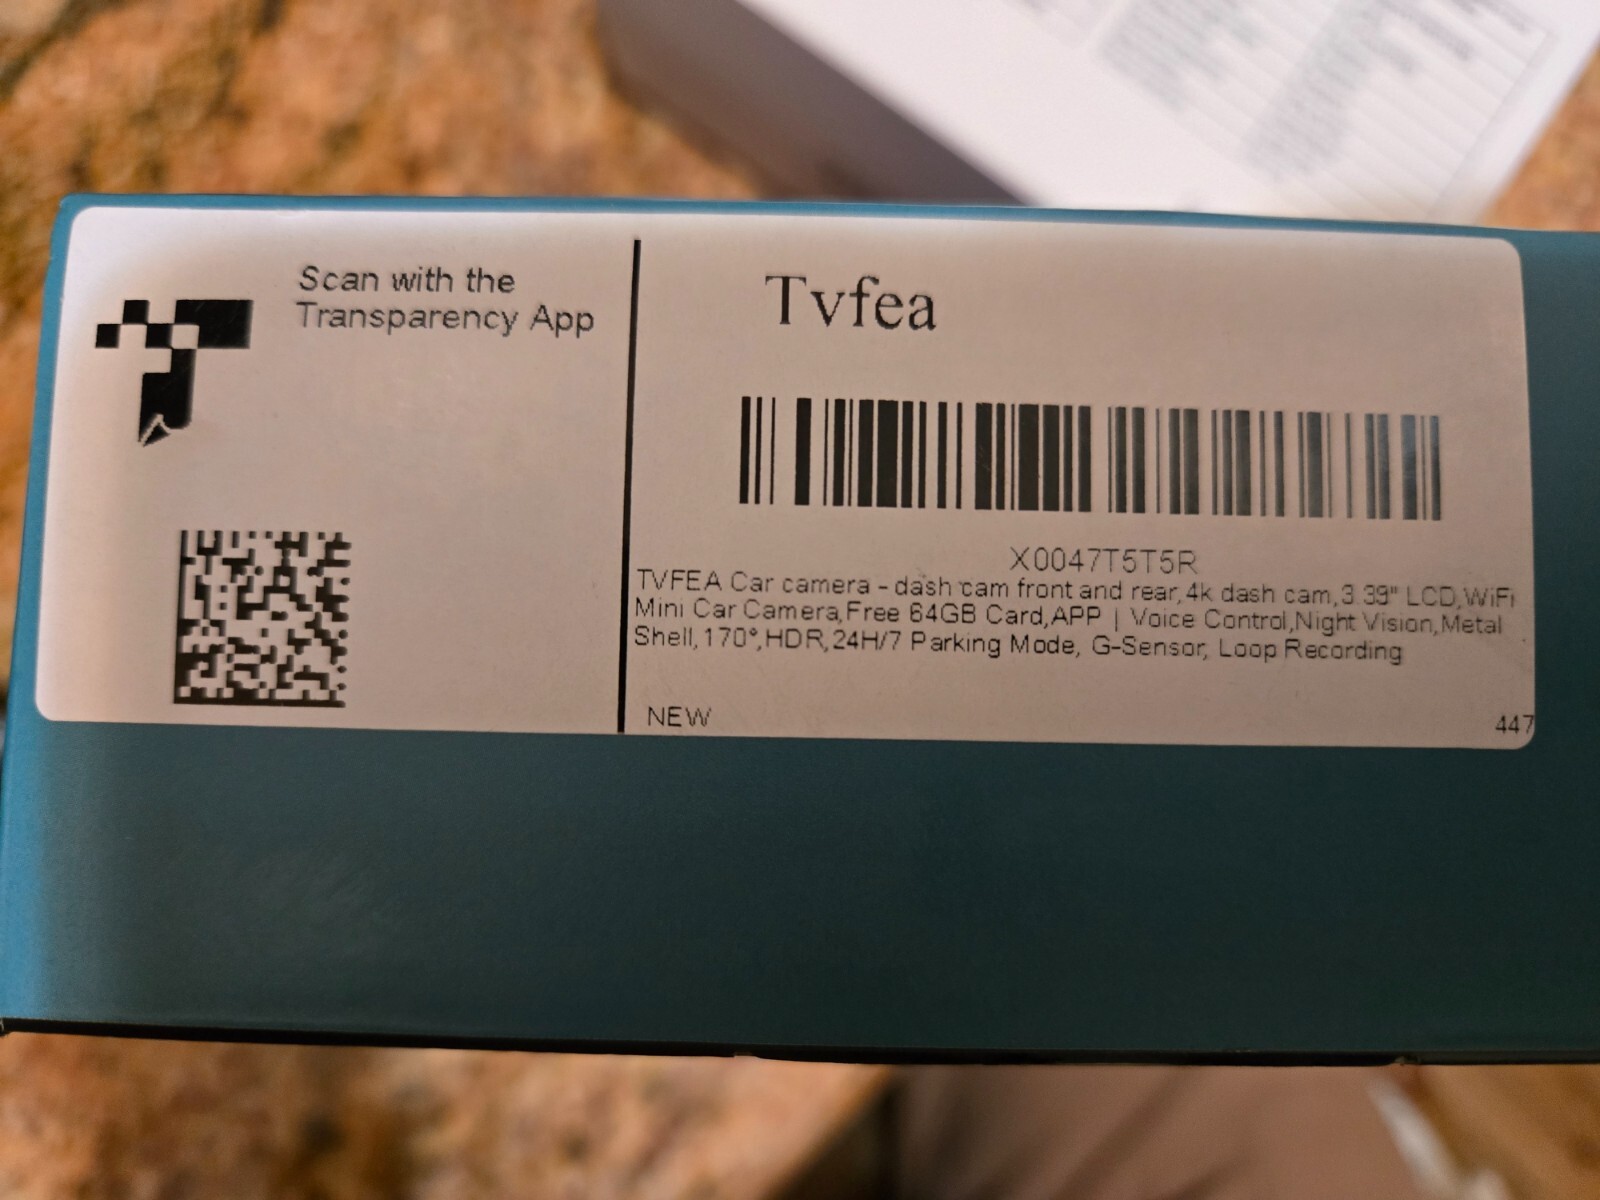 Scan with the
Transparency App
Tvfea
X0047T5T5R
TVFEA Car camera - dash cam front and rear,4k dash cam,3.39" LCD,WiFi
Mini Car Camera,Free 64GB Card,APP | Voice Control,Night Vision,Metal
Shell,170°,HDR,24H/7 Parking Mode, G-Sensor, Loop Recording
NEW
447